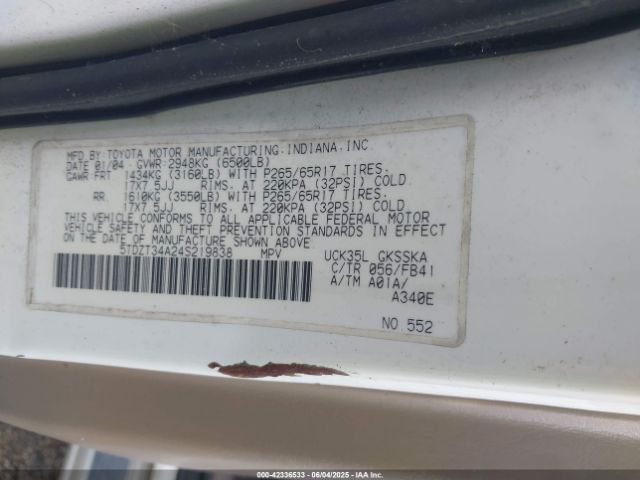 MFD. BY: TOYOTA MOTOR MANUFACTURING, INDIANA, INC.
DATE 01/04 GVWR 2948KG (6500LB)
GAWR FRT 1434KG (3160LB) WITH P265/65R17 TIRES,
17X7.5JJ RIMS, AT 220KPA (32PSI) COLD
RR 1610KG (3550LB) WITH P265/65R17 TIRES,
17X7.5JJ RIMS, AT 220KPA (32PSI) COLD
THIS VEHICLE CONFORMS TO ALL APPLICABLE FEDERAL MOTOR
VEHICLE SAFETY AND THEFT PREVENTION STANDARDS IN EFFECT
ON THE DATE OF MANUFACTURE SHOWN ABOVE
5TDZT34A24S219838 MPV
UCK35L GKSSKA
C/TR 056/FB41
A/TM A01A/
A340E
NO 552
000-42336533 - 06/04/2025 - IAAI.COM